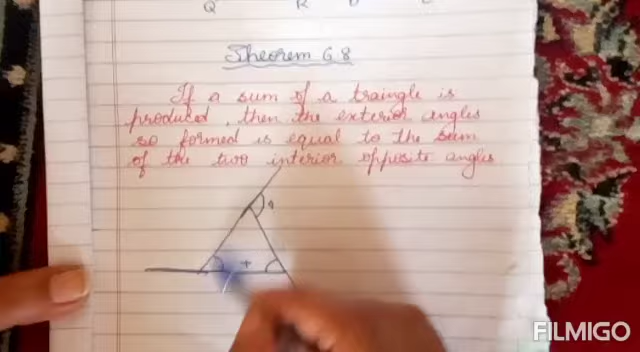 Q R D E
Theorem 6.8
If a sum of a traingle is
produced, then the exterior angles
so formed is equal to the sum
of the two interior opposite angles
+
FILMIGO